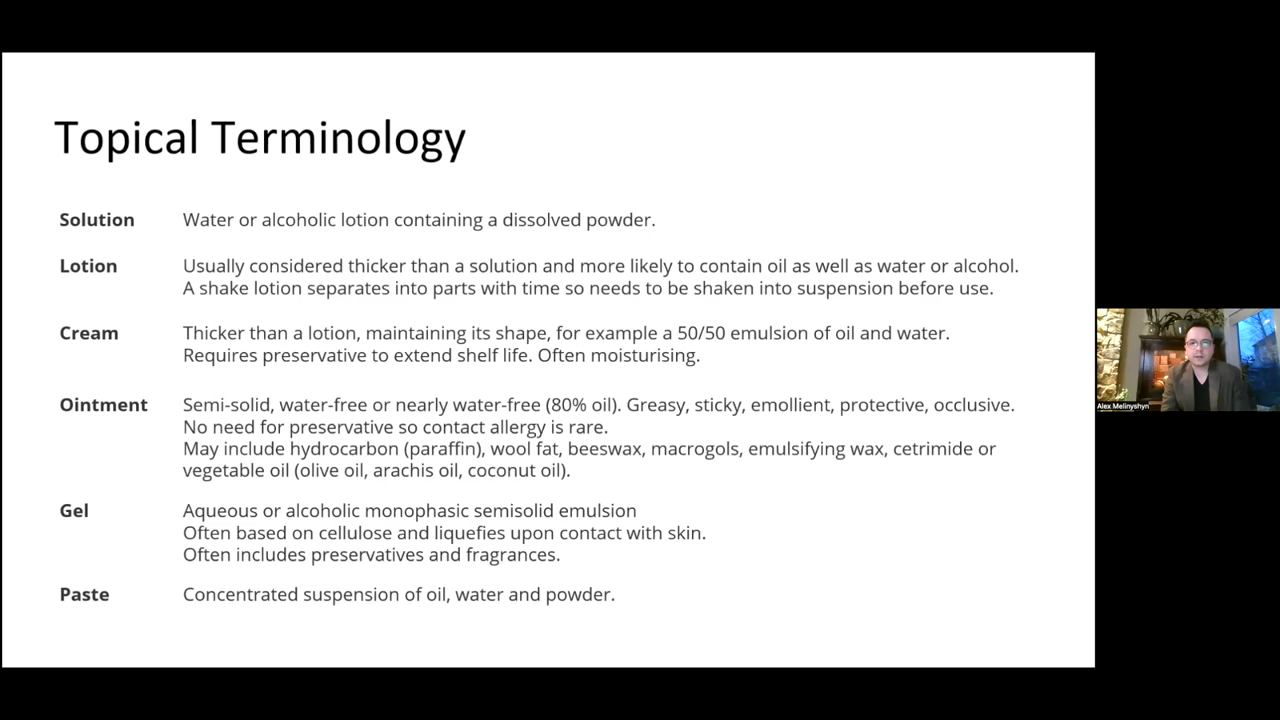 Topical Terminology
Solution Water or alcoholic lotion containing a dissolved powder.
Lotion Usually considered thicker than a solution and more likely to contain oil as well as water or alcohol.
A shake lotion separates into parts with time so needs to be shaken into suspension before use.
Cream Thicker than a lotion, maintaining its shape, for example a 50/50 emulsion of oil and water.
Requires preservative to extend shelf life. Often moisturising.
Ointment Semi-solid, water-free or nearly water-free (80% oil). Greasy, sticky, emollient, protective, occlusive.
No need for preservative so contact allergy is rare.
May include hydrocarbon (paraffin), wool fat, beeswax, macrogols, emulsifying wax, cetrimide or
vegetable oil (olive oil, arachis oil, coconut oil).
Gel Aqueous or alcoholic monophasic semisolid emulsion
Often based on cellulose and liquefies upon contact with skin.
Often includes preservatives and fragrances.
Paste Concentrated suspension of oil, water and powder.
Alex Melinyshyn